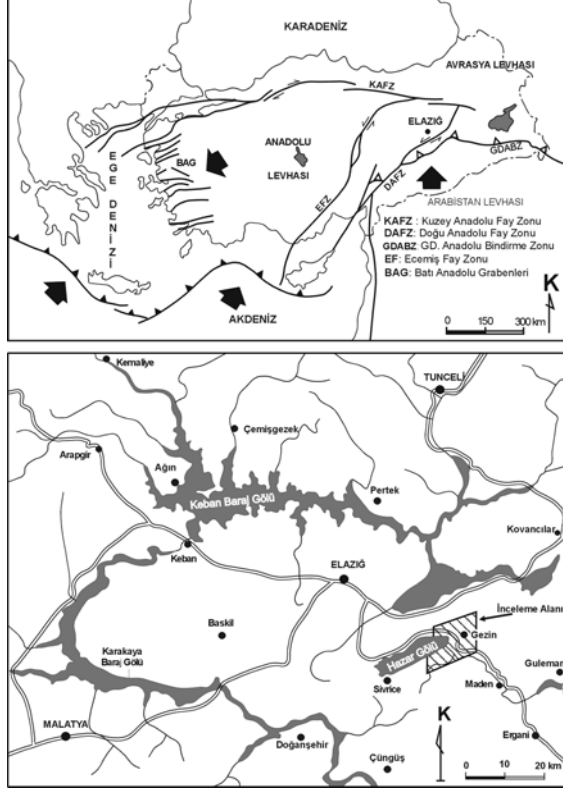 KARADENİZ
AVRASYA LEVHASI
KAFZ
ELAZIĞ
ANADOLU
LEVHASI
BAG
EGE DENİZİ
EFZ
DAFZ
GDABZ
ARABİSTAN LEVHASI
KAFZ : Kuzey Anadolu Fay Zonu
DAFZ : Doğu Anadolu Fay Zonu
GDABZ : GD. Anadolu Bindirme Zonu
EF : Ecemiş Fay Zonu
BAG : Batı Anadolu Grabenleri
K
AKDENİZ
0 150 300 km
Kemaliye
TUNCELİ
Çemişgezek
Arapgir
Ağın
Pertek
Keban Baraj Gölü
Kovancılar
Keban
ELAZIĞ
İnceleme Alanı
Baskil
Gezin
Hazar Gölü
Karakaya
Baraj Gölü
Guleman
Sivrice
Maden
K
MALATYA
Doğanşehir
Ergani
Çüngüş
0 10 20 km